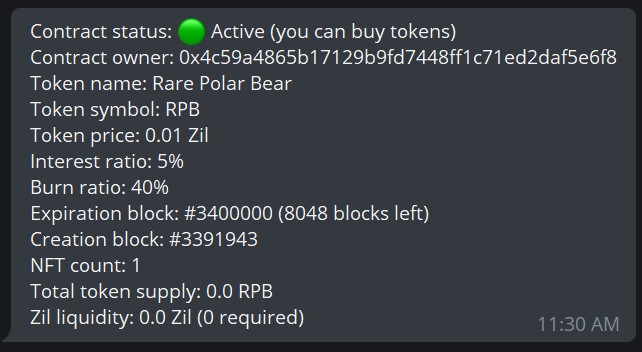 Contract status: 🟢 Active (you can buy tokens)
Contract owner: 0x4c59a4865b17129b9fd7448ff1c71ed2daf5e6f8
Token name: Rare Polar Bear
Token symbol: RPB
Token price: 0.01 Zil
Interest ratio: 5%
Burn ratio: 40%
Expiration block: #3400000 (8048 blocks left)
Creation block: #3391943
NFT count: 1
Total token supply: 0.0 RPB
Zil liquidity: 0.0 Zil (0 required)
11:30 AM